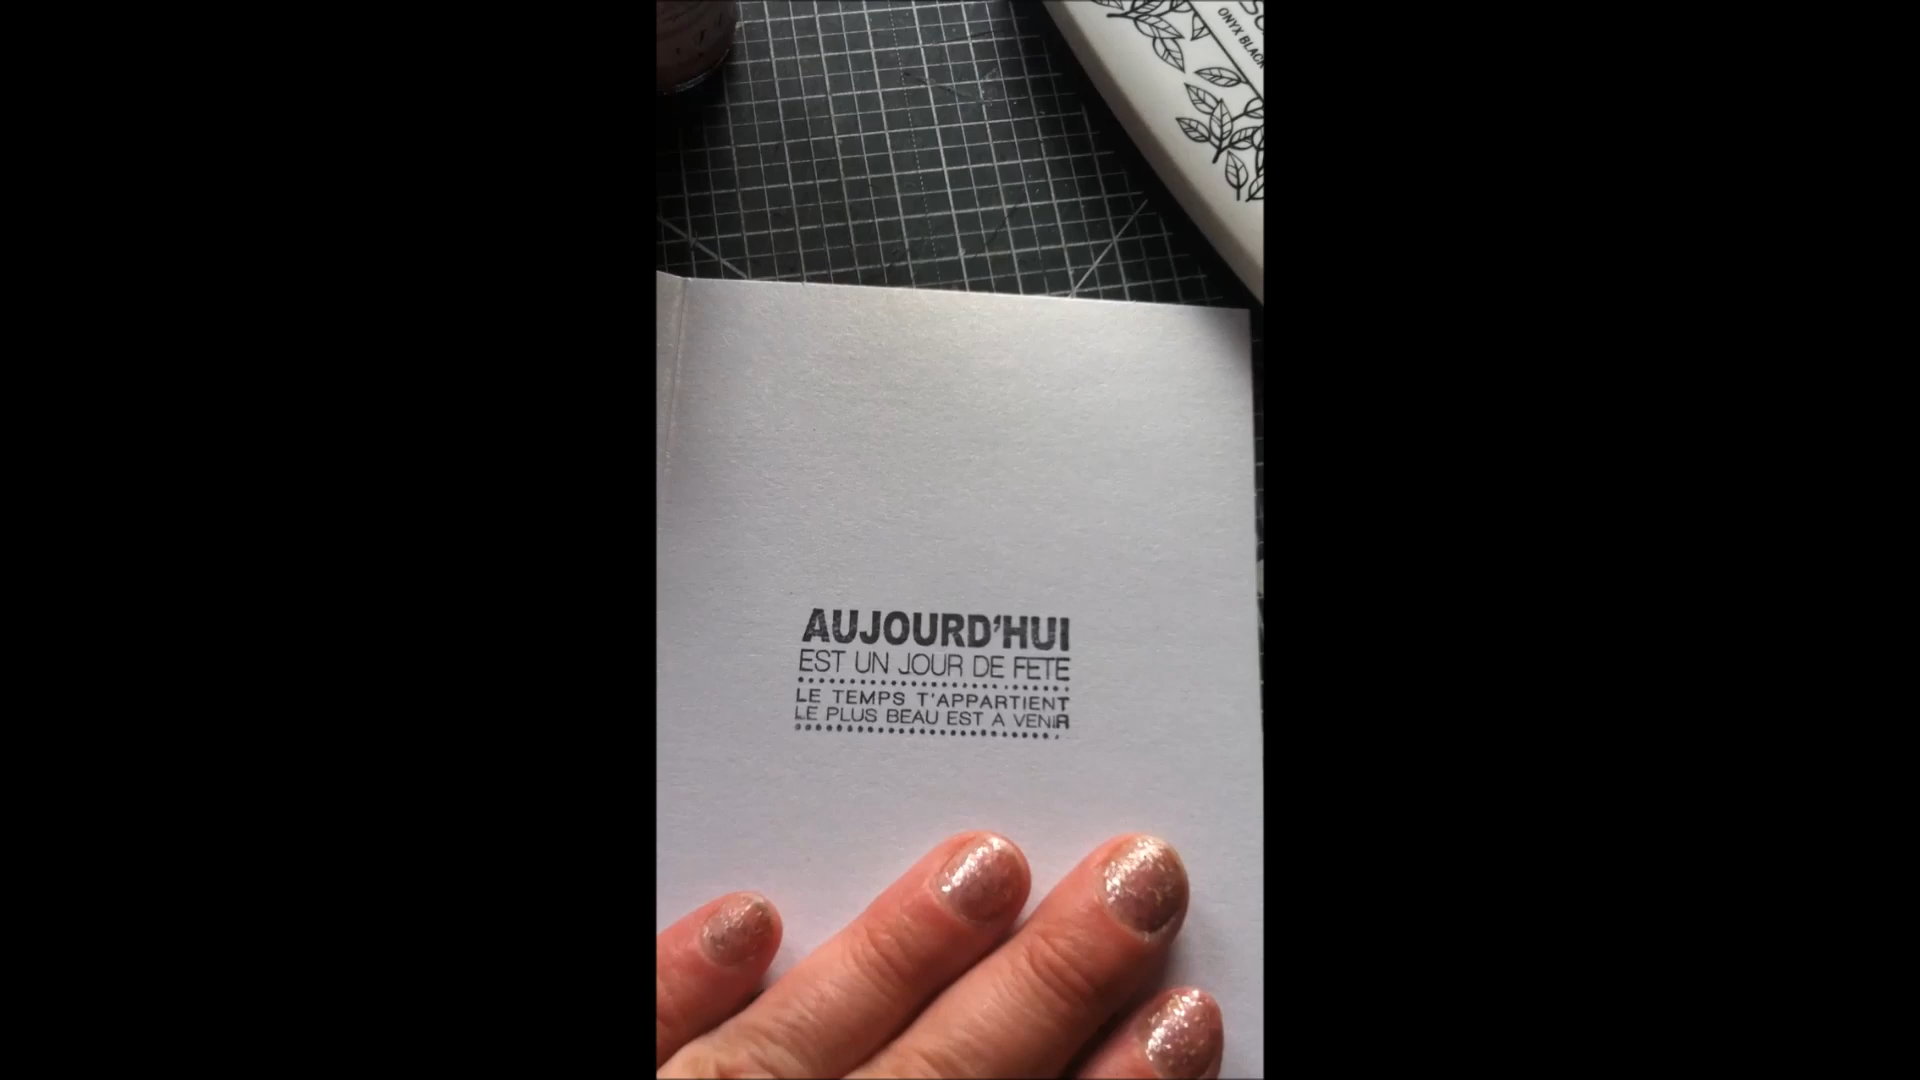 ONYX BLACK
AUJOURD'HUI
EST UN JOUR DE FETE
LE TEMPS T'APPARTIENT
LE PLUS BEAU EST A VENIR